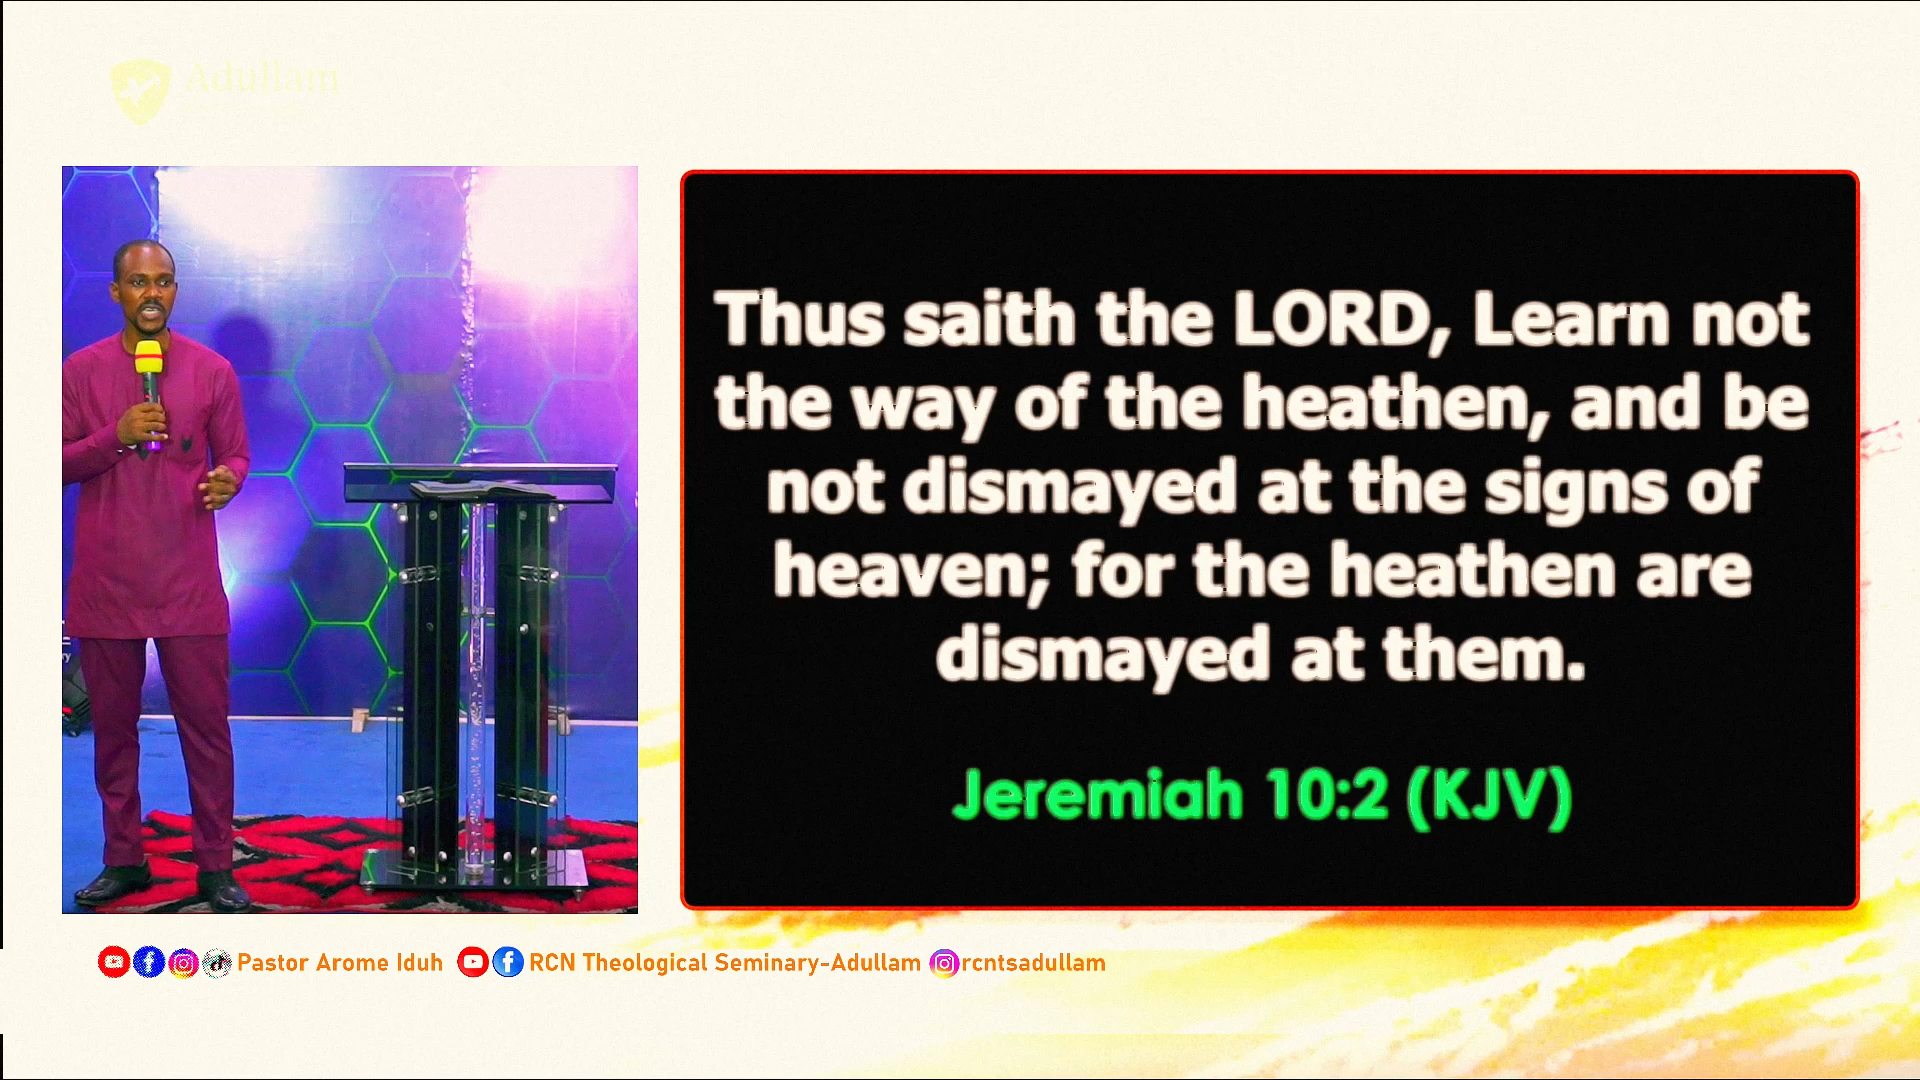 Adullam
Thus saith the LORD, Learn not
the way of the heathen, and be
not dismayed at the signs of
heaven; for the heathen are
dismayed at them.
Jeremiah 10:2 (KJV)
Pastor Arome Iduh RCN Theological Seminary-Adullam rcntsadullam